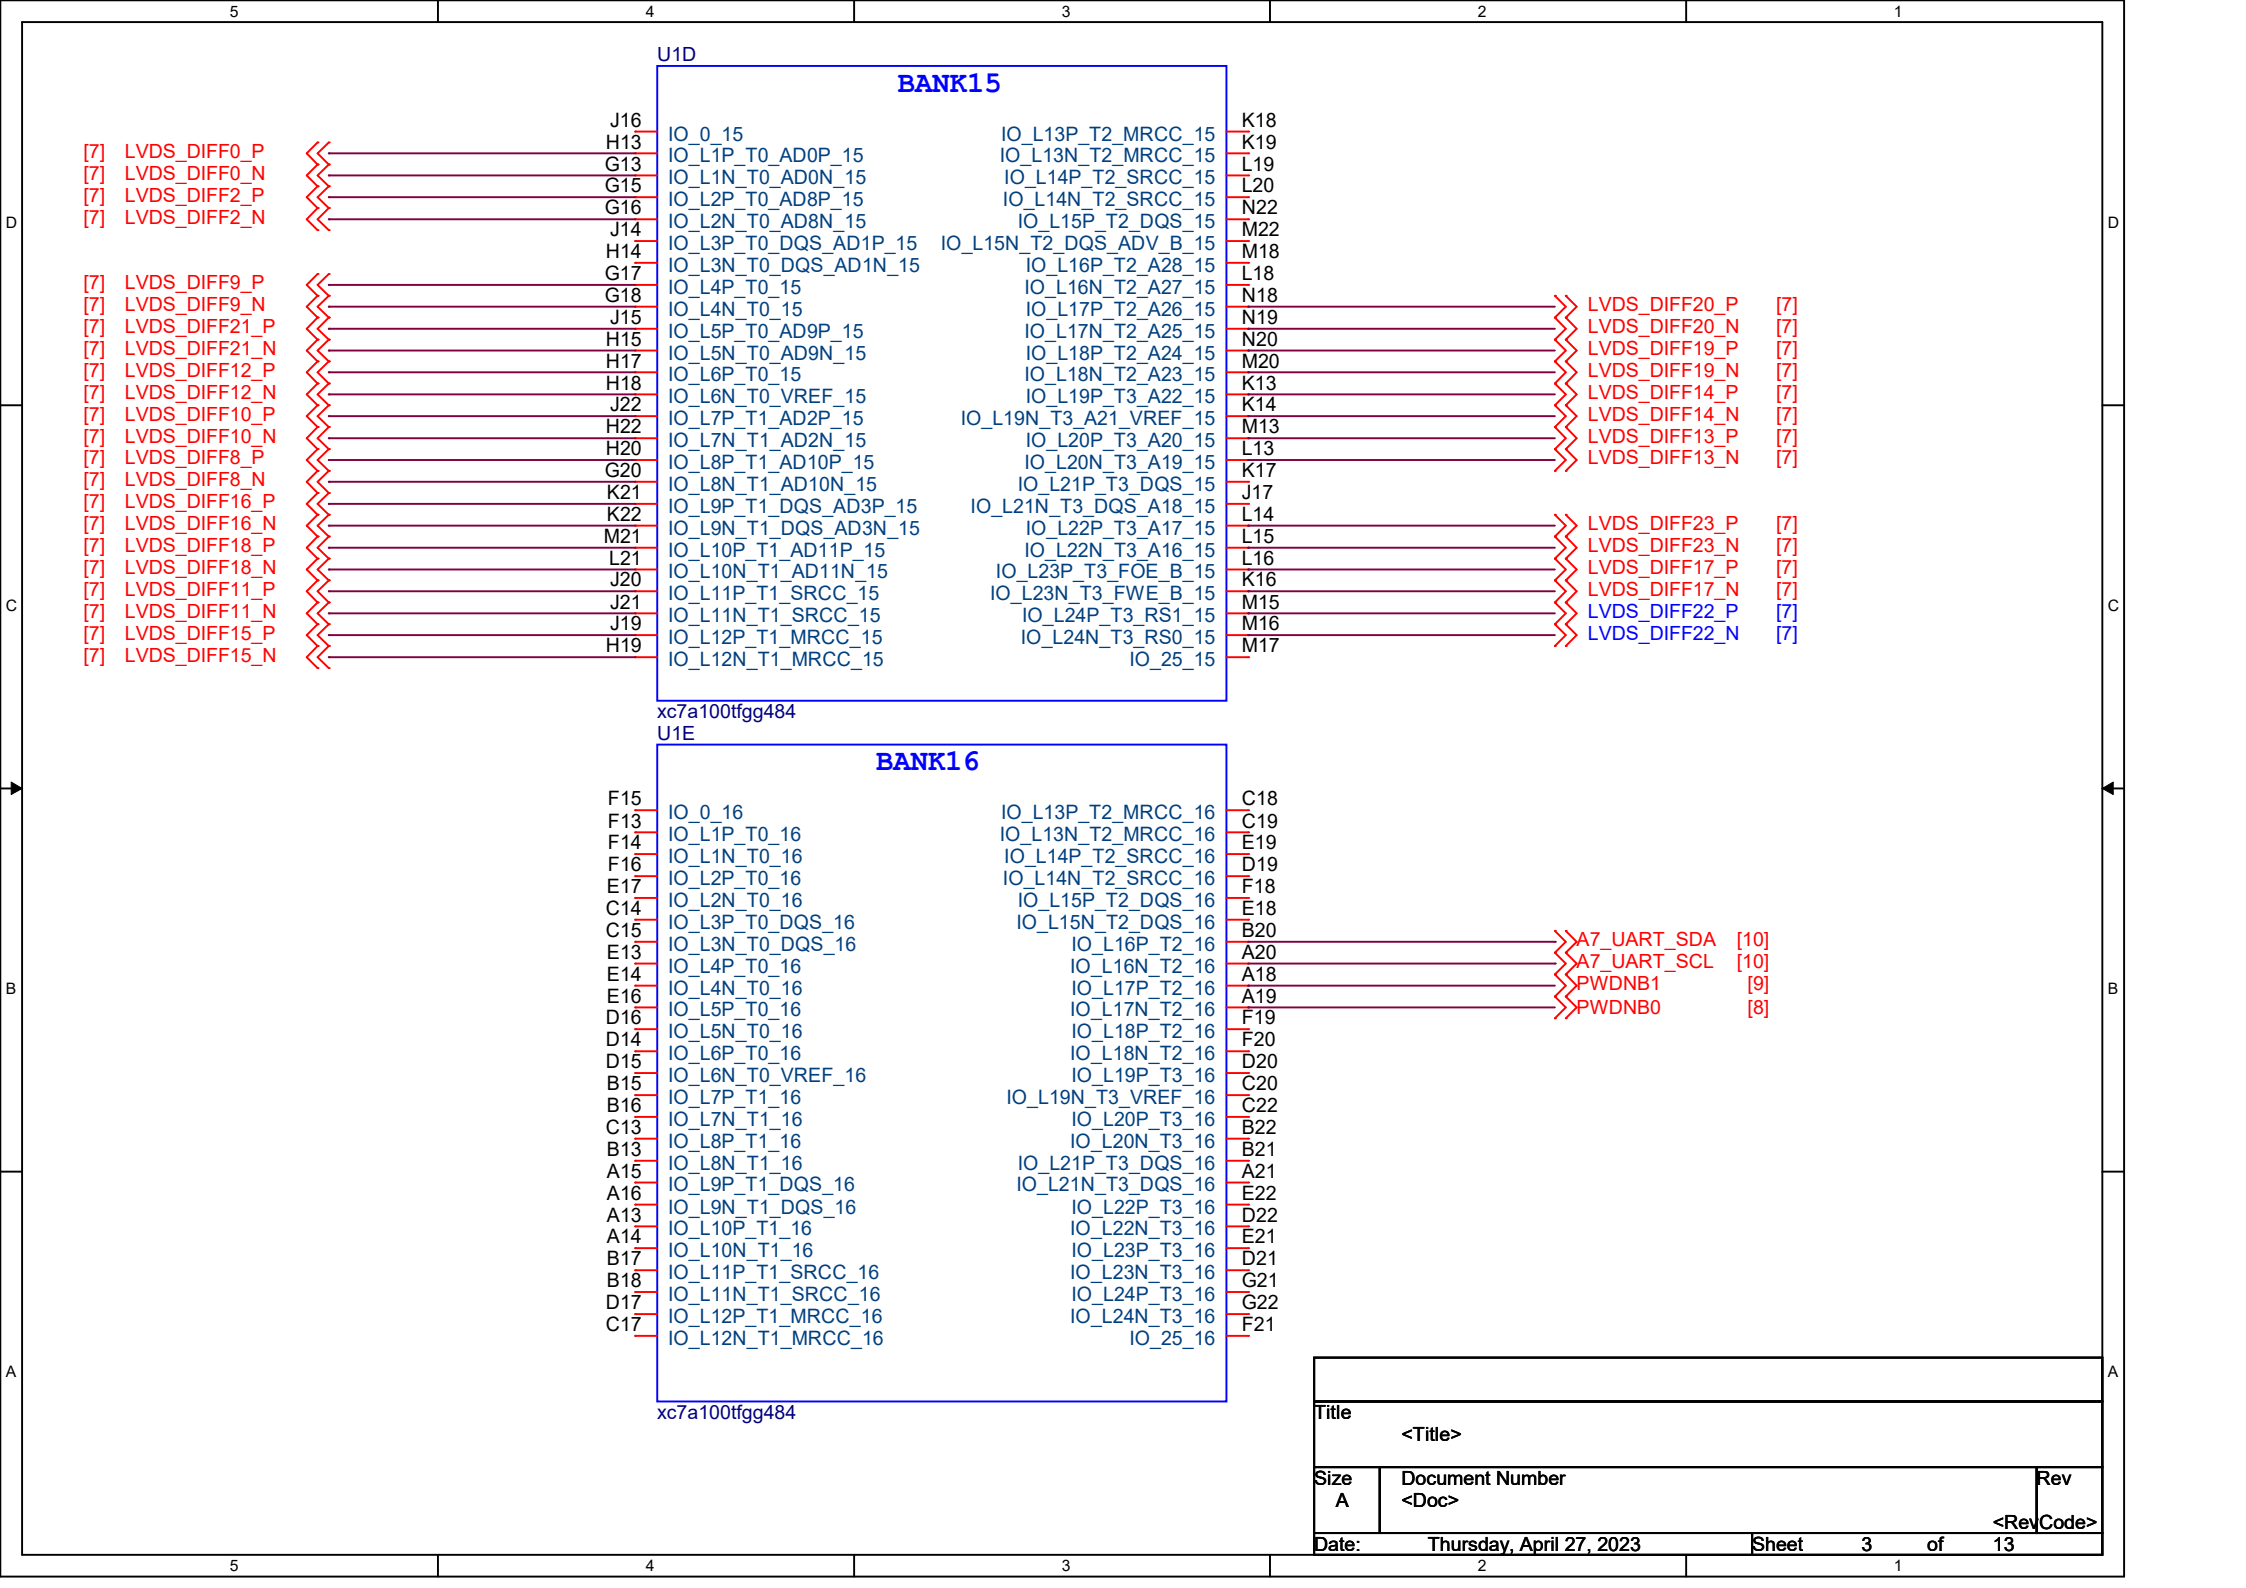 5 4 3 2 1
U1D
BANK15
J16 IO_0_15 IO_L13P_T2_MRCC_15 K18
[7] LVDS_DIFF0_P H13 IO_L1P_T0_AD0P_15 IO_L13N_T2_MRCC_15 K19
[7] LVDS_DIFF0_N G13 IO_L1N_T0_AD0N_15 IO_L14P_T2_SRCC_15 L19
[7] LVDS_DIFF2_P G15 IO_L2P_T0_AD8P_15 IO_L14N_T2_SRCC_15 L20
[7] LVDS_DIFF2_N G16 IO_L2N_T0_AD8N_15 IO_L15P_T2_DQS_15 N22
D D
J14 IO_L3P_T0_DQS_AD1P_15 IO_L15N_T2_DQS_ADV_B_15 M22
H14 IO_L3N_T0_DQS_AD1N_15 IO_L16P_T2_A28_15 M18
[7] LVDS_DIFF9_P G17 IO_L4P_T0_15 IO_L16N_T2_A27_15 L18
[7] LVDS_DIFF9_N G18 IO_L4N_T0_15 IO_L17P_T2_A26_15 N18 LVDS_DIFF20_P [7]
[7] LVDS_DIFF21_P J15 IO_L5P_T0_AD9P_15 IO_L17N_T2_A25_15 N19 LVDS_DIFF20_N [7]
[7] LVDS_DIFF21_N H15 IO_L5N_T0_AD9N_15 IO_L18P_T2_A24_15 N20 LVDS_DIFF19_P [7]
[7] LVDS_DIFF12_P H17 IO_L6P_T0_15 IO_L18N_T2_A23_15 M20 LVDS_DIFF19_N [7]
[7] LVDS_DIFF12_N H18 IO_L6N_T0_VREF_15 IO_L19P_T3_A22_15 K13 LVDS_DIFF14_P [7]
[7] LVDS_DIFF10_P J22 IO_L7P_T1_AD2P_15 IO_L19N_T3_A21_VREF_15 K14 LVDS_DIFF14_N [7]
[7] LVDS_DIFF10_N H22 IO_L7N_T1_AD2N_15 IO_L20P_T3_A20_15 M13 LVDS_DIFF13_P [7]
[7] LVDS_DIFF8_P H20 IO_L8P_T1_AD10P_15 IO_L20N_T3_A19_15 L13 LVDS_DIFF13_N [7]
[7] LVDS_DIFF8_N G20 IO_L8N_T1_AD10N_15 IO_L21P_T3_DQS_15 K17
[7] LVDS_DIFF16_P K21 IO_L9P_T1_DQS_AD3P_15 IO_L21N_T3_DQS_A18_15 J17
[7] LVDS_DIFF16_N K22 IO_L9N_T1_DQS_AD3N_15 IO_L22P_T3_A17_15 L14 LVDS_DIFF23_P [7]
[7] LVDS_DIFF18_P M21 IO_L10P_T1_AD11P_15 IO_L22N_T3_A16_15 L15 LVDS_DIFF23_N [7]
[7] LVDS_DIFF18_N L21 IO_L10N_T1_AD11N_15 IO_L23P_T3_FOE_B_15 L16 LVDS_DIFF17_P [7]
[7] LVDS_DIFF11_P J20 IO_L11P_T1_SRCC_15 IO_L23N_T3_FWE_B_15 K16 LVDS_DIFF17_N [7]
C C
[7] LVDS_DIFF11_N J21 IO_L11N_T1_SRCC_15 IO_L24P_T3_RS1_15 M15 LVDS_DIFF22_P [7]
[7] LVDS_DIFF15_P J19 IO_L12P_T1_MRCC_15 IO_L24N_T3_RS0_15 M16 LVDS_DIFF22_N [7]
[7] LVDS_DIFF15_N H19 IO_L12N_T1_MRCC_15 IO_25_15 M17
xc7a100tfgg484
U1E
BANK16
F15 IO_0_16 IO_L13P_T2_MRCC_16 C18
F13 IO_L1P_T0_16 IO_L13N_T2_MRCC_16 C19
F14 IO_L1N_T0_16 IO_L14P_T2_SRCC_16 E19
F16 IO_L2P_T0_16 IO_L14N_T2_SRCC_16 D19
E17 IO_L2N_T0_16 IO_L15P_T2_DQS_16 F18
C14 IO_L3P_T0_DQS_16 IO_L15N_T2_DQS_16 E18
C15 IO_L3N_T0_DQS_16 IO_L16P_T2_16 B20 A7_UART_SDA [10]
E13 IO_L4P_T0_16 IO_L16N_T2_16 A20 A7_UART_SCL [10]
E14 IO_L4N_T0_16 IO_L17P_T2_16 A18 PWDNB1 [9]
B B
E16 IO_L5P_T0_16 IO_L17N_T2_16 A19 PWDNB0 [8]
D16 IO_L5N_T0_16 IO_L18P_T2_16 F19
D14 IO_L6P_T0_16 IO_L18N_T2_16 F20
D15 IO_L6N_T0_VREF_16 IO_L19P_T3_16 D20
B15 IO_L7P_T1_16 IO_L19N_T3_VREF_16 C20
B16 IO_L7N_T1_16 IO_L20P_T3_16 C22
C13 IO_L8P_T1_16 IO_L20N_T3_16 B22
B13 IO_L8N_T1_16 IO_L21P_T3_DQS_16 B21
A15 IO_L9P_T1_DQS_16 IO_L21N_T3_DQS_16 A21
A16 IO_L9N_T1_DQS_16 IO_L22P_T3_16 E22
A13 IO_L10P_T1_16 IO_L22N_T3_16 D22
A14 IO_L10N_T1_16 IO_L23P_T3_16 E21
B17 IO_L11P_T1_SRCC_16 IO_L23N_T3_16 D21
B18 IO_L11N_T1_SRCC_16 IO_L24P_T3_16 G21
D17 IO_L12P_T1_MRCC_16 IO_L24N_T3_16 G22
C17 IO_L12N_T1_MRCC_16 IO_25_16 F21
A A
xc7a100tfgg484
Title
<Title>
Size Document Number Rev
A <Doc>
<RevCode>
Date: Thursday, April 27, 2023 Sheet 3 of 13
5 4 3 2 1